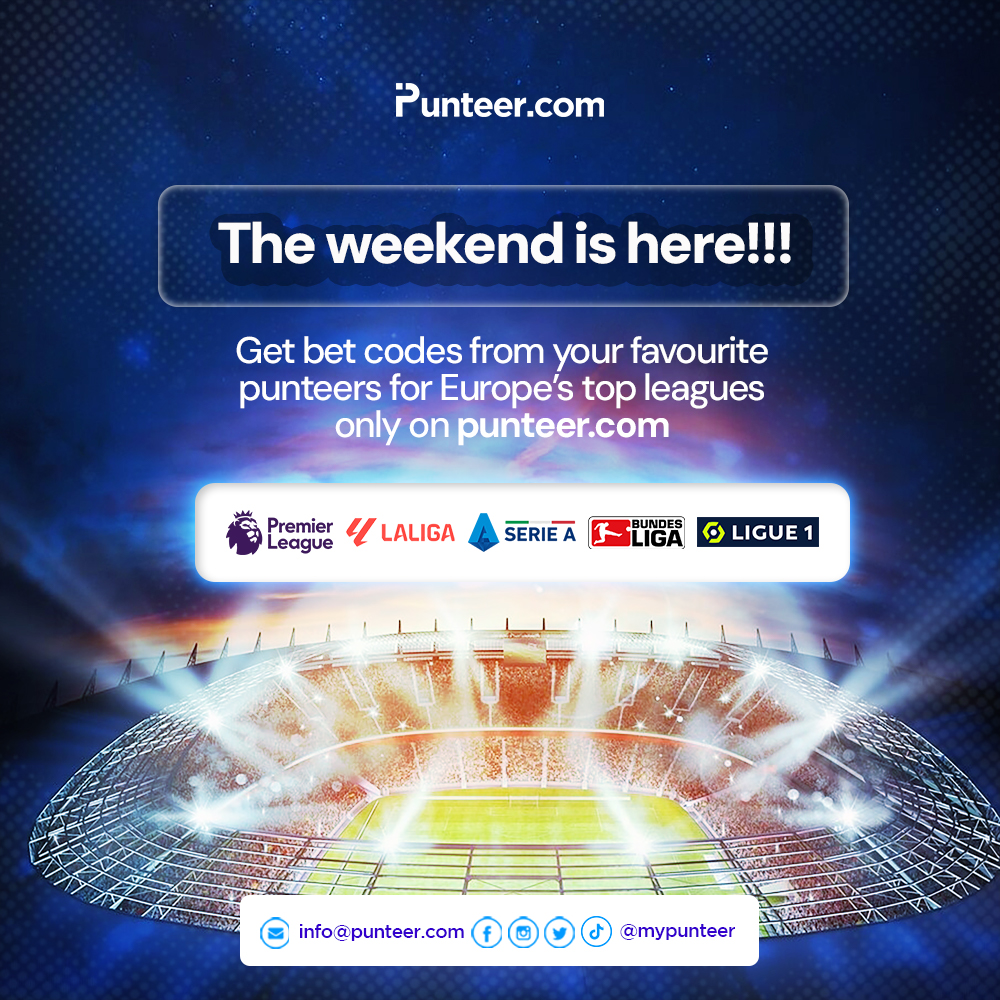 Punteer.com
The weekend is here!!!
Get bet codes from your favourite
punteers for Europe's top leagues
only on punteer.com
Premier
League
LALIGA
SERIE A
BUNDES
LIGA
LIGUE 1
info@punteer.com
@mypunteer